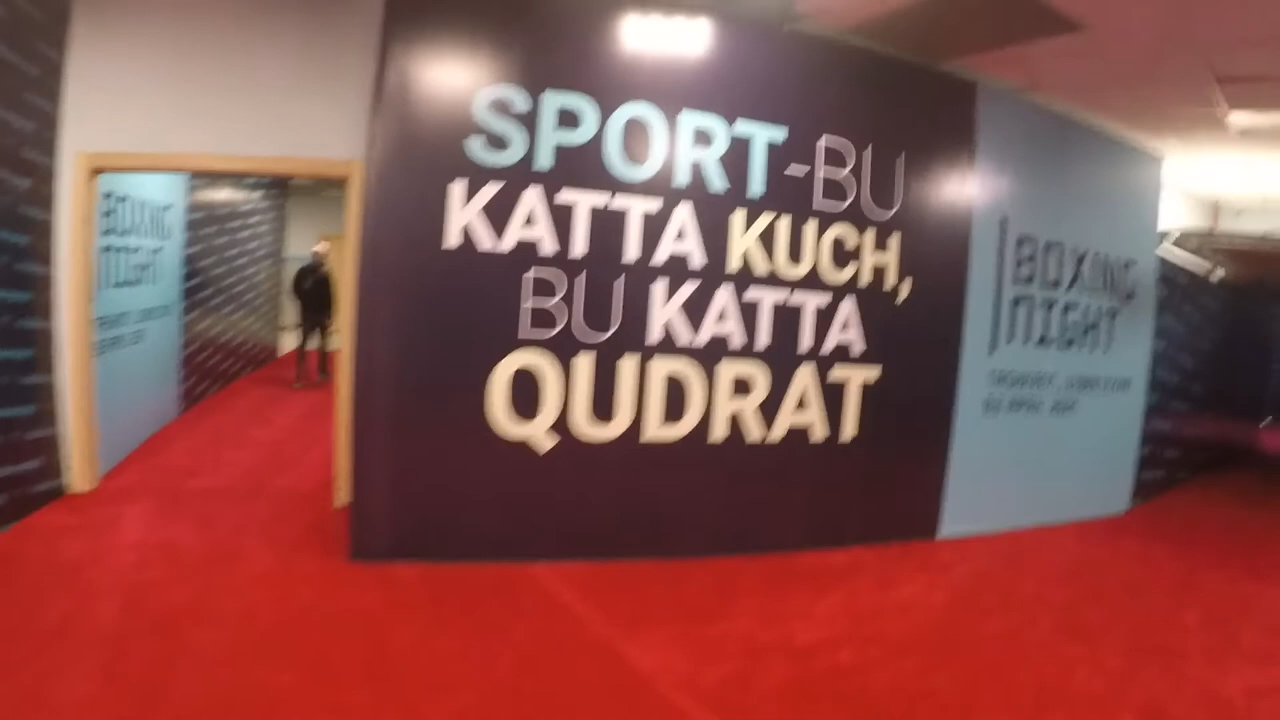 SPORT-BU
KATTA KUCH,
BU KATTA
QUDRAT
BOXING
NIGHT
BOXING
NIGHT